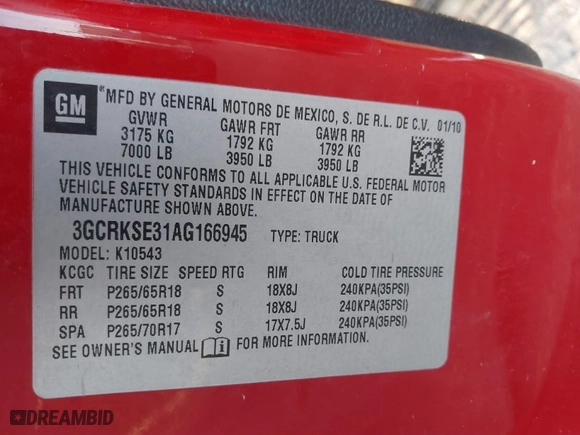 GM
*MFD BY GENERAL MOTORS DE MEXICO, S. DE R.L. DE C.V. 01/10
GVWR GAWR FRT GAWR RR
3175 KG 1792 KG 1792 KG
7000 LB 3950 LB 3950 LB
THIS VEHICLE CONFORMS TO ALL APPLICABLE U.S. FEDERAL MOTOR
VEHICLE SAFETY STANDARDS IN EFFECT ON THE DATE OF
MANUFACTURE SHOWN ABOVE.
3GCRKSE31AG166945 TYPE: TRUCK
MODEL: K10543
KCGC TIRE SIZE SPEED RTG RIM COLD TIRE PRESSURE
FRT P265/65R18 S 18X8J 240KPA(35PSI)
RR P265/65R18 S 18X8J 240KPA(35PSI)
SPA P265/70R17 S 17X7.5J 240KPA(35PSI)
SEE OWNER'S MANUAL FOR MORE INFORMATION.
DREAMBID